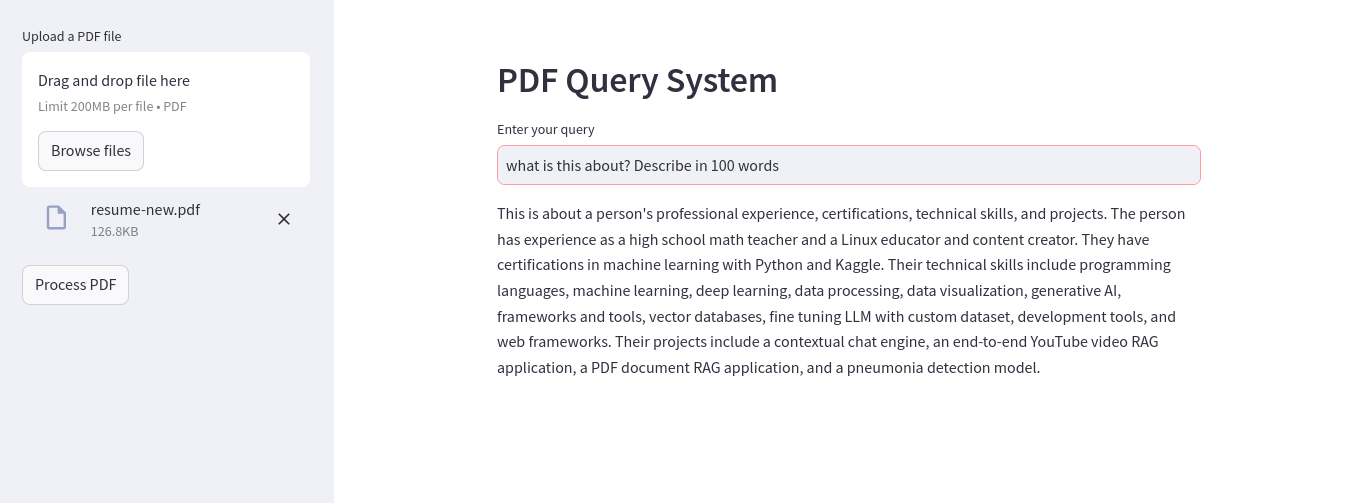 Upload a PDF file
Drag and drop file here
Limit 200MB per file • PDF
Browse files
resume-new.pdf
126.8KB
Process PDF
PDF Query System
Enter your query
what is this about? Describe in 100 words
This is about a person's professional experience, certifications, technical skills, and projects. The person
has experience as a high school math teacher and a Linux educator and content creator. They have
certifications in machine learning with Python and Kaggle. Their technical skills include programming
languages, machine learning, deep learning, data processing, data visualization, generative AI,
frameworks and tools, vector databases, fine tuning LLM with custom dataset, development tools, and
web frameworks. Their projects include a contextual chat engine, an end-to-end YouTube video RAG
application, a PDF document RAG application, and a pneumonia detection model.